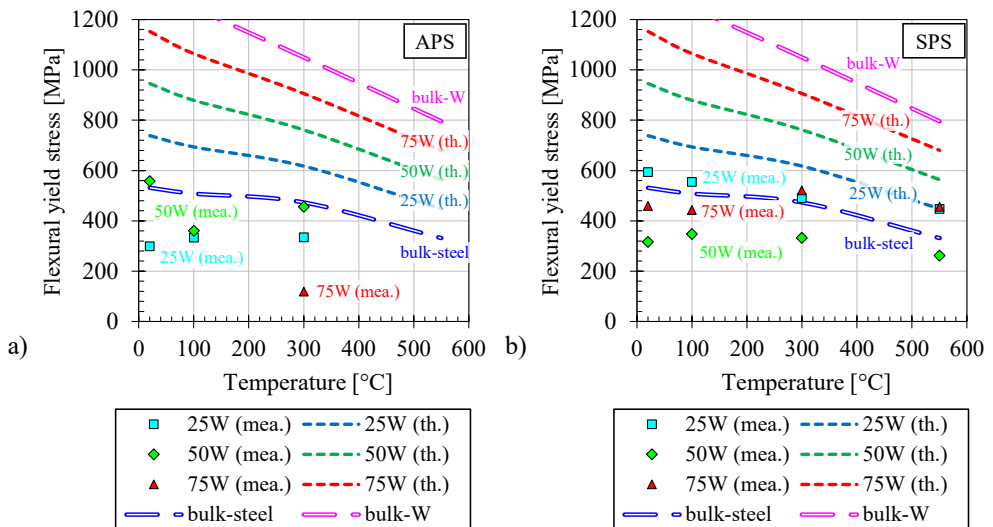 Flexural yield stress [MPa]
1200
1000
800
600
400
200
0
APS
bulk-W
75W (th.)
50W (th.)
25W (th.)
50W (mea.)
25W (mea.)
bulk-steel
75W (mea.)
0 100 200 300 400 500 600
a)
Temperature [°C]
25W (mea.) 25W (th.)
50W (mea.) 50W (th.)
75W (mea.) 75W (th.)
bulk-steel bulk-W
Flexural yield stress [MPa]
1200
1000
800
600
400
200
0
SPS
bulk-W
75W (th.)
50W (th.)
25W (mea.)
25W (th.)
75W (mea.)
bulk-steel
50W (mea.)
0 100 200 300 400 500 600
b)
Temperature [°C]
25W (mea.) 25W (th.)
50W (mea.) 50W (th.)
75W (mea.) 75W (th.)
bulk-steel bulk-W